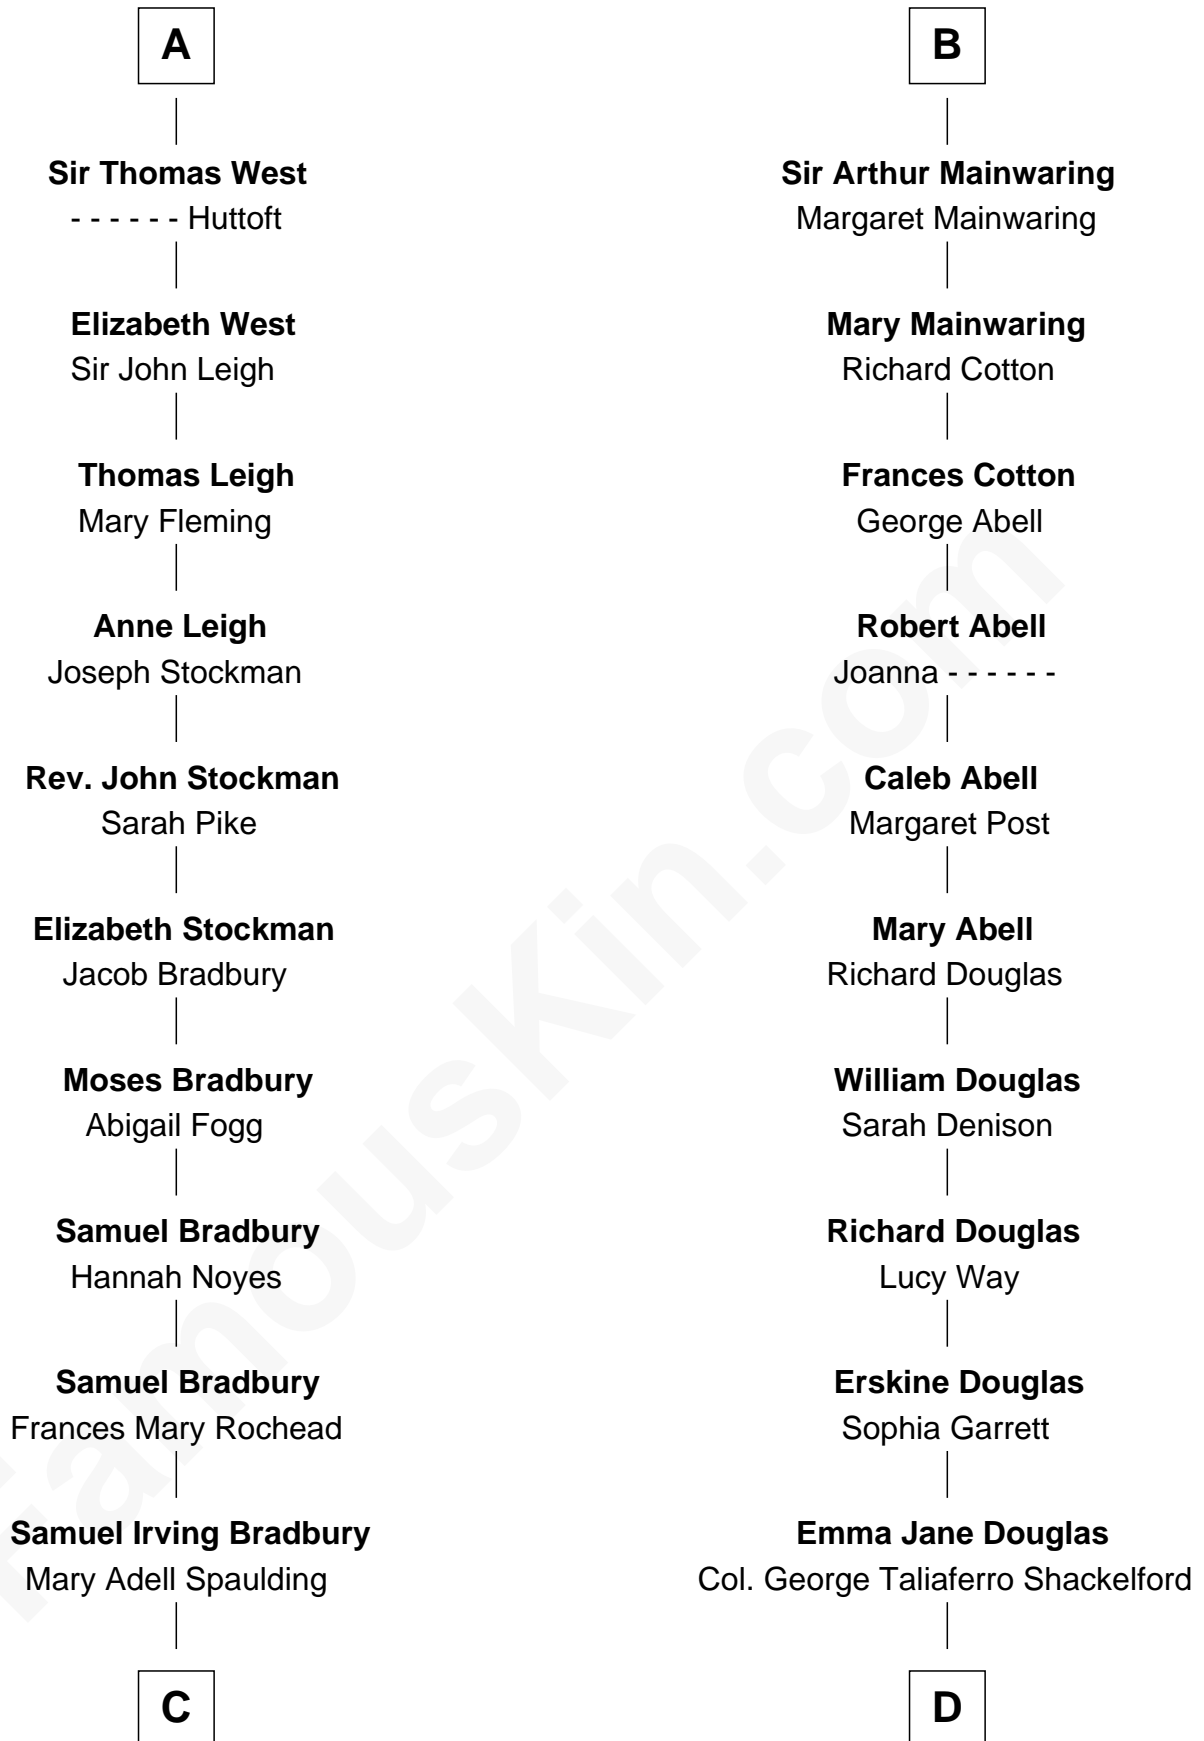 A
Sir Thomas West
- - - - - - Huttoft
Elizabeth West
Sir John Leigh
Thomas Leigh
Mary Fleming
Anne Leigh
Joseph Stockman
Rev. John Stockman
Sarah Pike
Elizabeth Stockman
Jacob Bradbury
Moses Bradbury
Abigail Fogg
Samuel Bradbury
Hannah Noyes
Samuel Bradbury
Frances Mary Rochead
Samuel Irving Bradbury
Mary Adell Spaulding
C
B
Sir Arthur Mainwaring
Margaret Mainwaring
Mary Mainwaring
Richard Cotton
Frances Cotton
George Abell
Robert Abell
Joanna - - - - - -
Caleb Abell
Margaret Post
Mary Abell
Richard Douglas
William Douglas
Sarah Denison
Richard Douglas
Lucy Way
Erskine Douglas
Sophia Garrett
Emma Jane Douglas
Col. George Taliaferro Shackelford
D
FamousKin.com